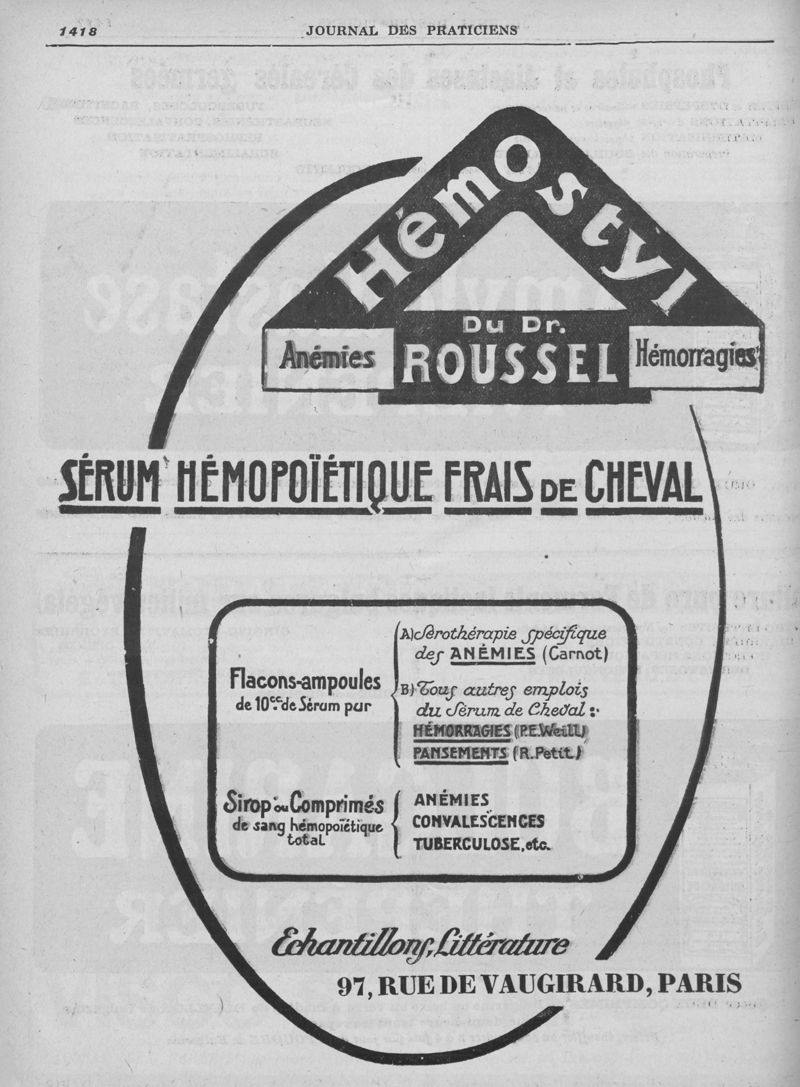 1418
JOURNAL DES PRATICIENS
Hémostyl
Du Dr.
ROUSSEL
Anémies
Hémorragies
SÉRUM HÉMOPOÏÉTIQUE FRAIS DE CHEVAL
Flacons-ampoules
de 10cc. de Sérum pur
A) Sérothérapie spécifique
des ANÉMIES (Carnot)
B) Tous autres emplois
du Sérum de Cheval :
HÉMORRAGIES (P.E. Weill)
PANSEMENTS (R. Petit)
Sirop ou Comprimés
de sang hémopoïétique
total
ANÉMIES
CONVALESCENCES
TUBERCULOSE, etc.
Echantillons, Littérature
97, RUE DE VAUGIRARD, PARIS